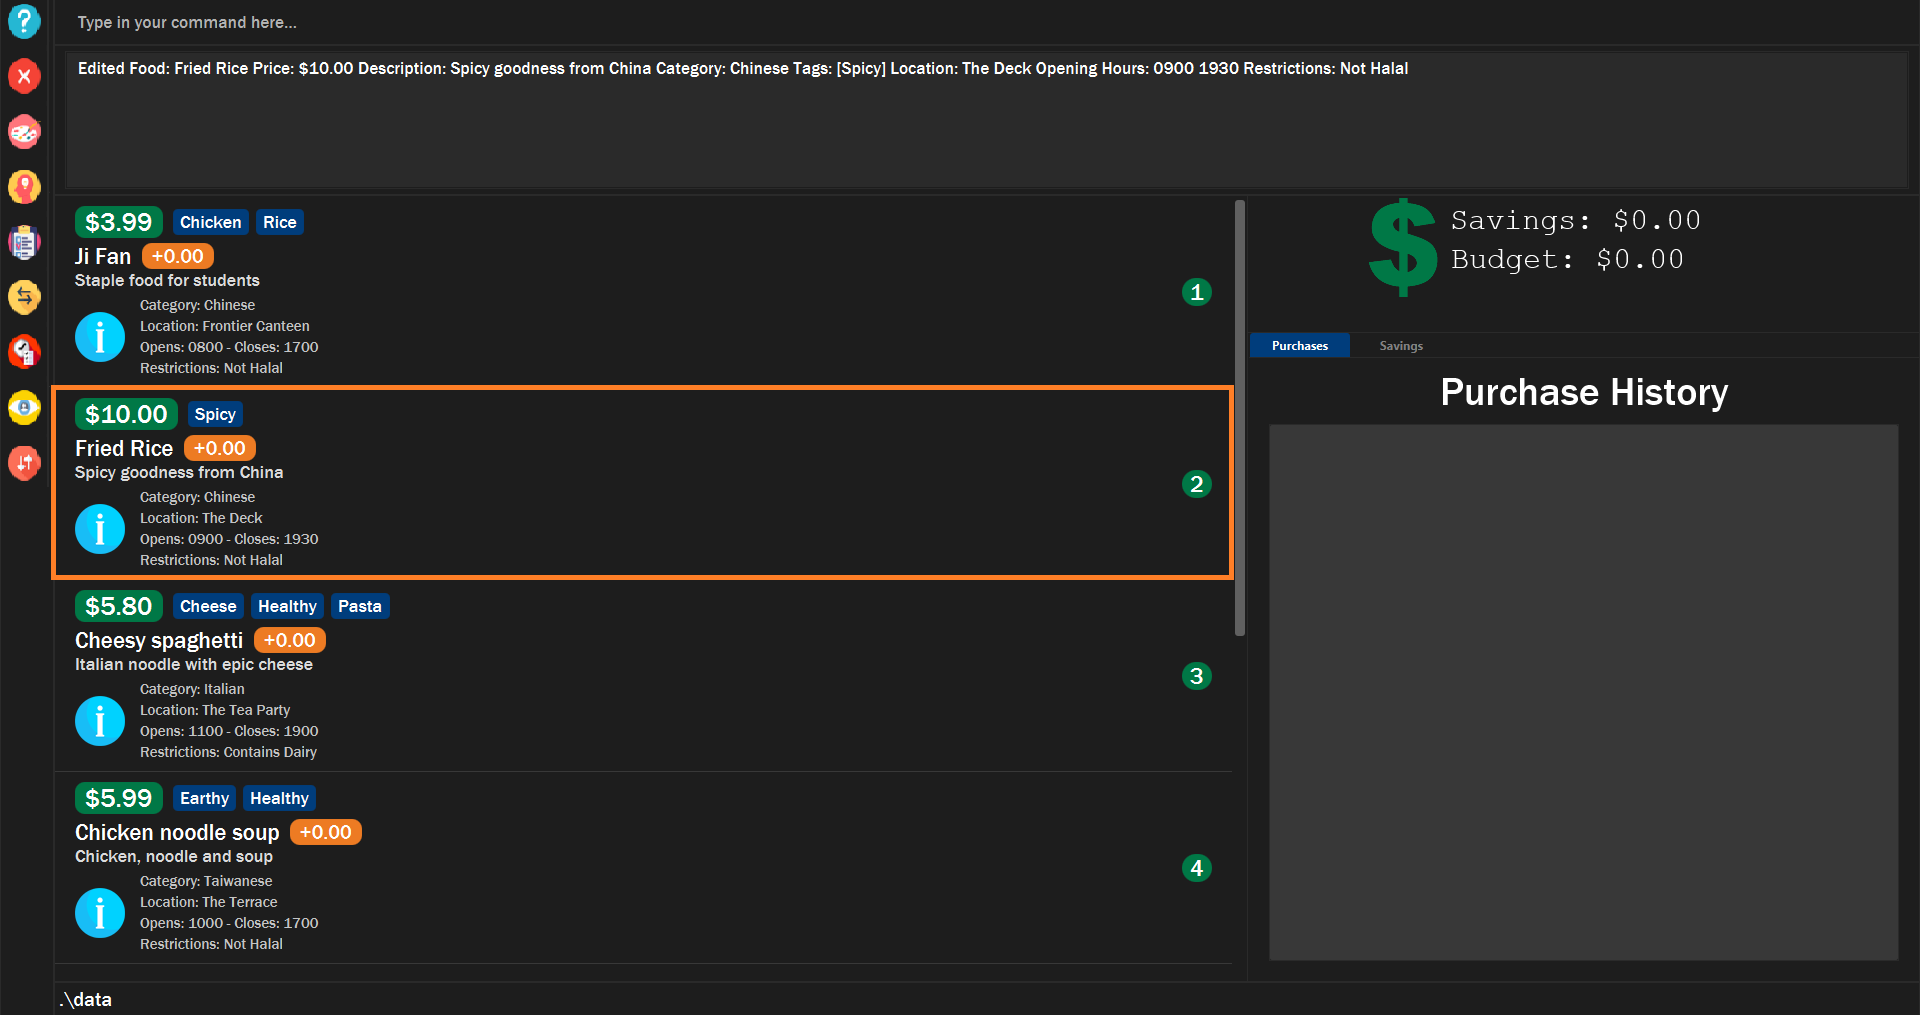 Type in your command here...
Edited Food: Fried Rice Price: $10.00 Description: Spicy goodness from China Category: Chinese Tags: [Spicy] Location: The Deck Opening Hours: 0900 1930 Restrictions: Not Halal
$3.99 Chicken Rice
Ji Fan +0.00
Staple food for students
Category: Chinese
Location: Frontier Canteen
Opens: 0800 - Closes: 1700
Restrictions: Not Halal
1
$10.00 Spicy
Fried Rice +0.00
Spicy goodness from China
Category: Chinese
Location: The Deck
Opens: 0900 - Closes: 1930
Restrictions: Not Halal
2
$5.80 Cheese Healthy Pasta
Cheesy spaghetti +0.00
Italian noodle with epic cheese
Category: Italian
Location: The Tea Party
Opens: 1100 - Closes: 1900
Restrictions: Contains Dairy
3
$5.99 Earthy Healthy
Chicken noodle soup +0.00
Chicken, noodle and soup
Category: Taiwanese
Location: The Terrace
Opens: 1000 - Closes: 1700
Restrictions: Not Halal
4
$
Savings: $0.00
Budget: $0.00
Purchases Savings
Purchase History
.\data